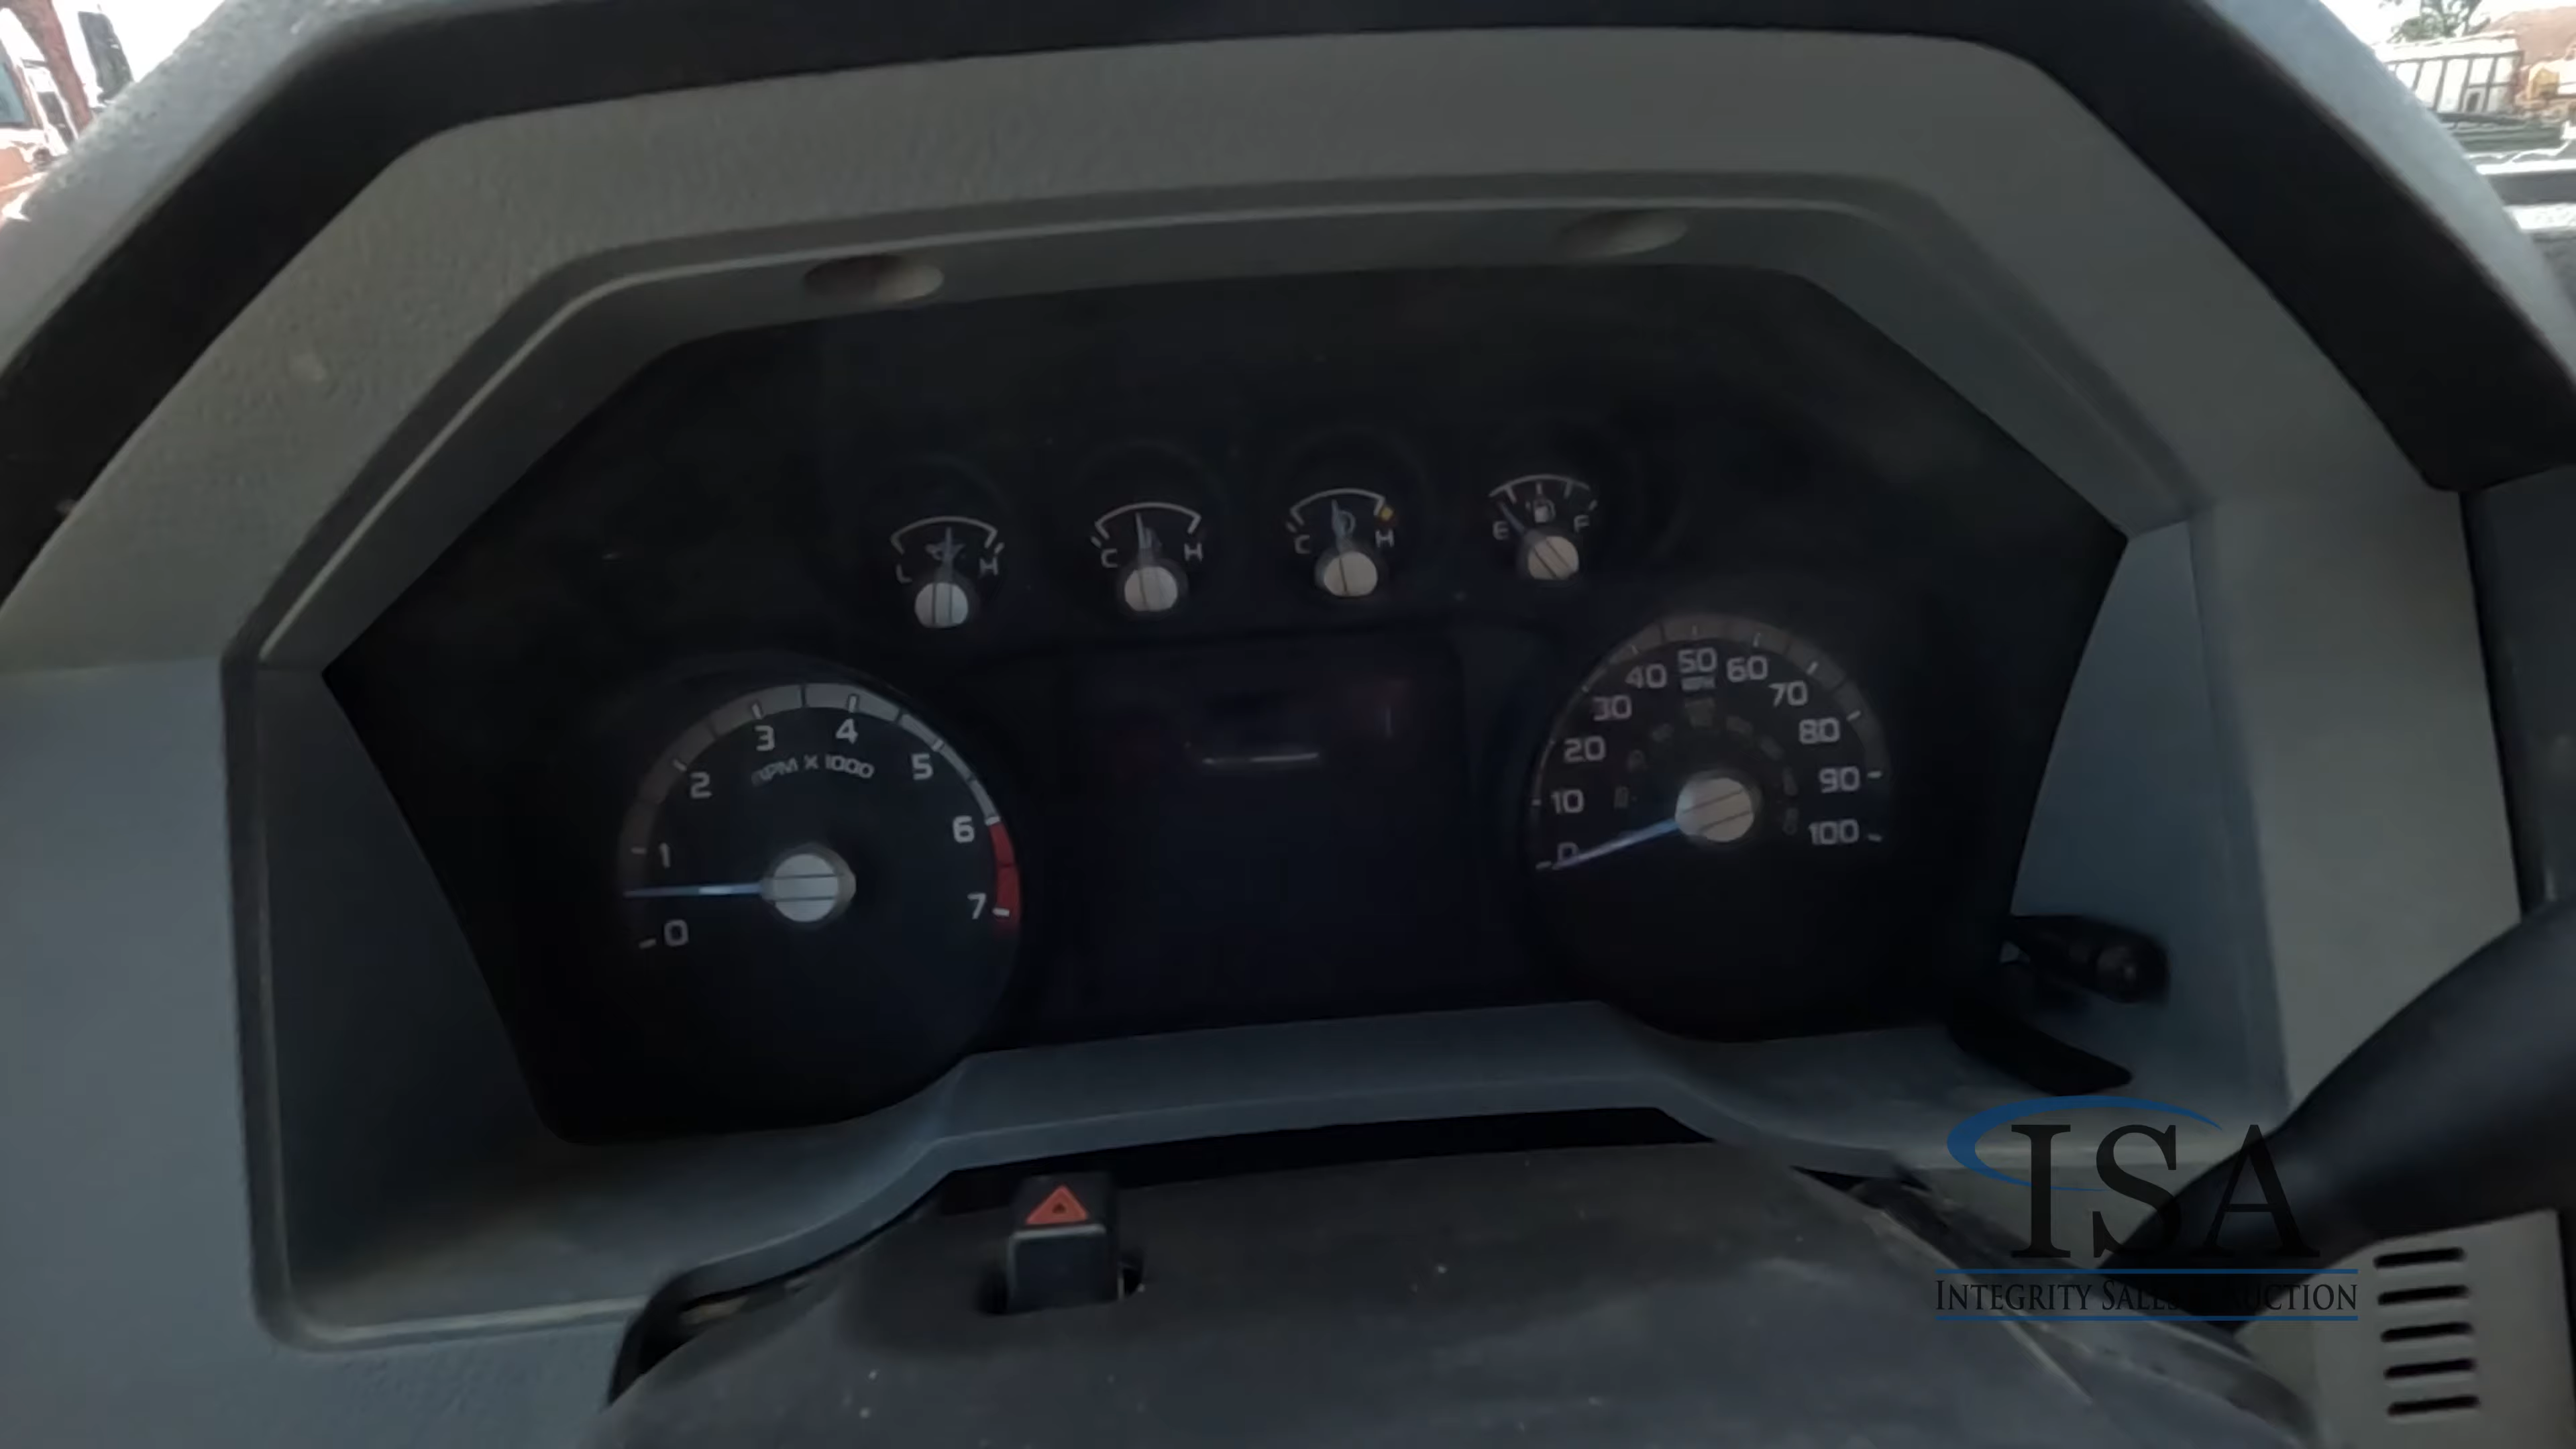 L H
C H
C H
E F
0 1 2 3 4 5 6 7
RPM X 1000
0 10 20 30 40 50 60 70 80 90 100
MPH
ISA
INTEGRITY SALES & AUCTION